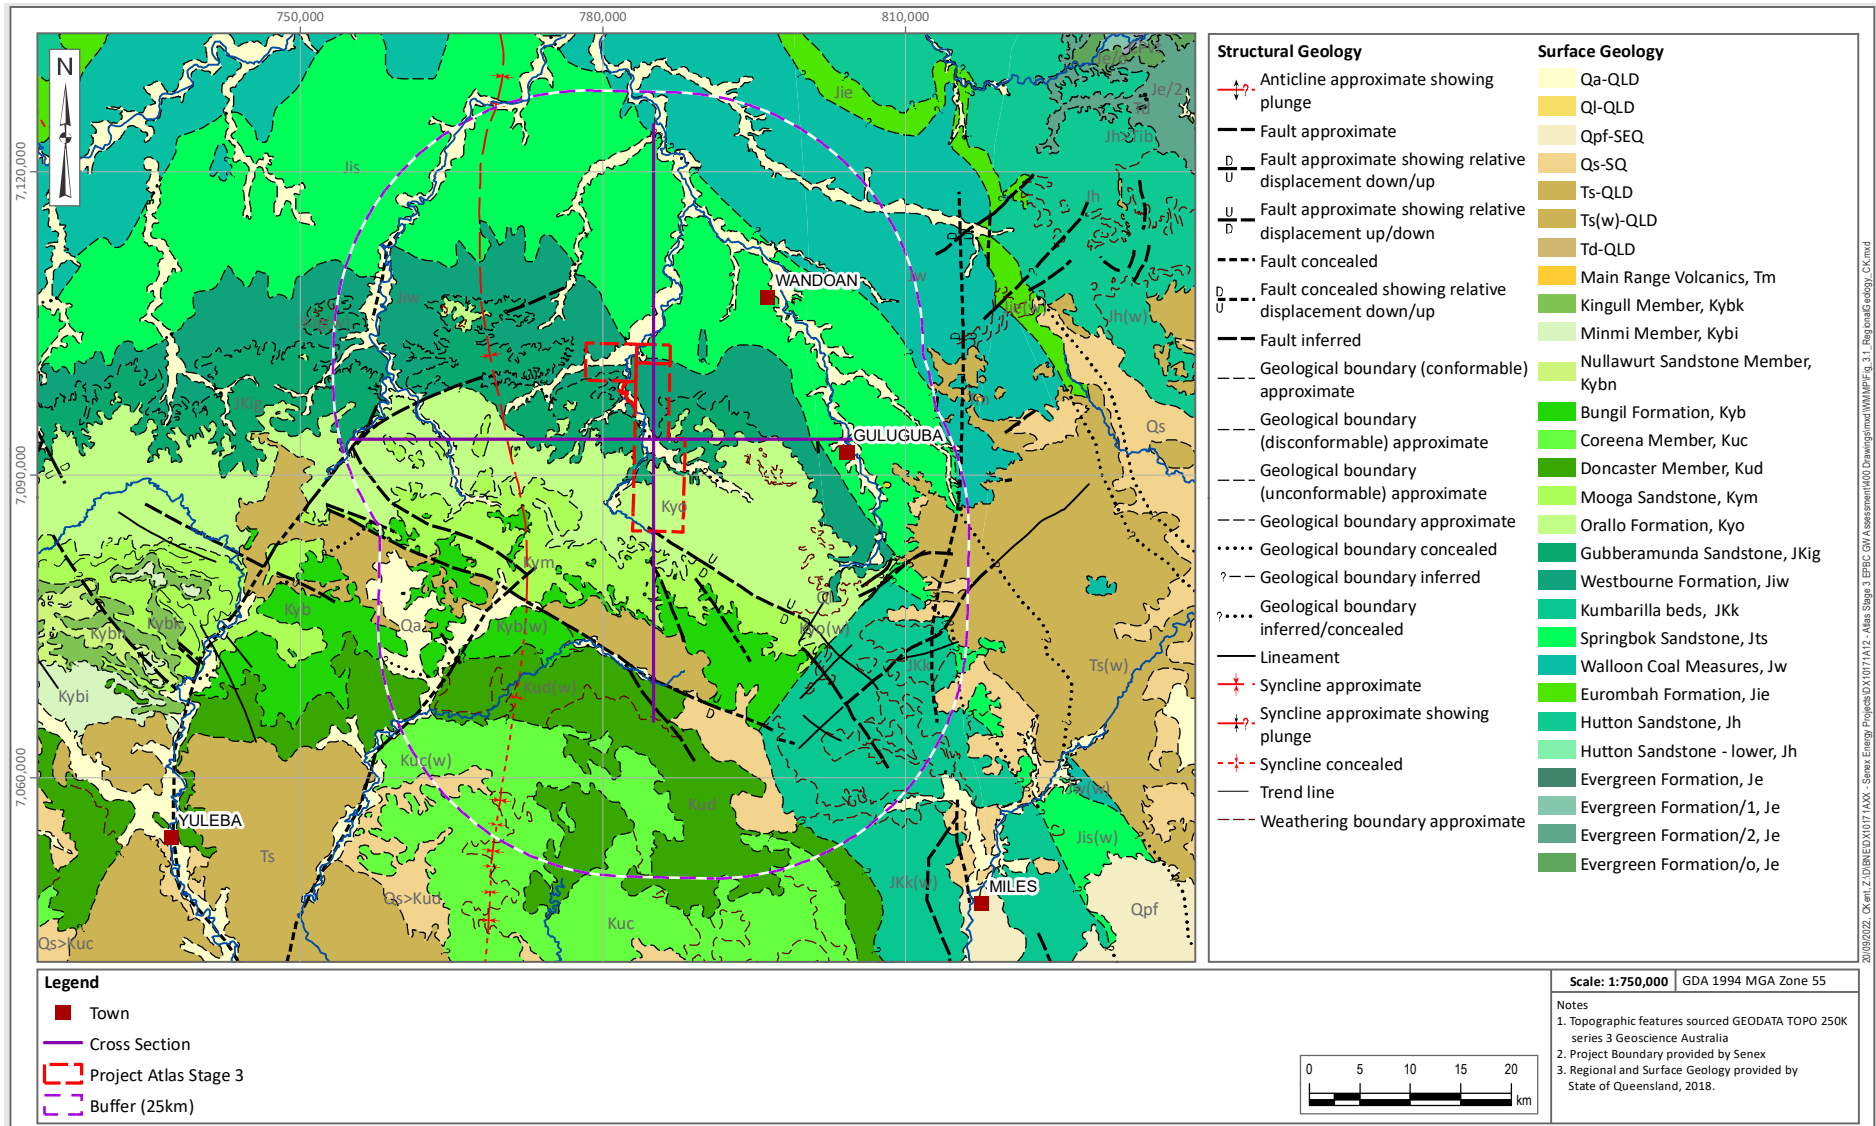 750,000
780,000
810,000
7,120,000
7,090,000
7,060,000
N
Jis
Jie
Je/2
Td
Jh
Jh(w)
Jiw
JKig
WANDOAN
GULUGUBA
Qs
Kyo
Kym
Kyb
Kyb(w)
Qa
Kybk
Kybi
Kyo(w)
JKk
Ts(w)
Kud(w)
Kuc(w)
Kud
YULEBA
Ts
Qs>Kud
Qs>Kuc
Kuc
JKk(w)
MILES
Jis(w)
Qpf
U
D
U
D
U
D
D
Structural Geology
Anticline approximate showing
plunge
Fault approximate
D
U
Fault approximate showing relative
displacement down/up
U
D
Fault approximate showing relative
displacement up/down
Fault concealed
D
U
Fault concealed showing relative
displacement down/up
Fault inferred
Geological boundary (conformable)
approximate
Geological boundary
(disconformable) approximate
Geological boundary
(unconformable) approximate
Geological boundary approximate
Geological boundary concealed
Geological boundary inferred
Geological boundary
inferred/concealed
Lineament
Syncline approximate
Syncline approximate showing
plunge
Syncline concealed
Trend line
Weathering boundary approximate
Surface Geology
Qa-QLD
Ql-QLD
Qpf-SEQ
Qs-SQ
Ts-QLD
Ts(w)-QLD
Td-QLD
Main Range Volcanics, Tm
Kingull Member, Kybk
Minmi Member, Kybi
Nullawurt Sandstone Member,
Kybn
Bungil Formation, Kyb
Coreena Member, Kuc
Doncaster Member, Kud
Mooga Sandstone, Kym
Orallo Formation, Kyo
Gubberamunda Sandstone, JKig
Westbourne Formation, Jiw
Kumbarilla beds, JKk
Springbok Sandstone, Jts
Walloon Coal Measures, Jw
Eurombah Formation, Jie
Hutton Sandstone, Jh
Hutton Sandstone - lower, Jh
Evergreen Formation, Je
Evergreen Formation/1, Je
Evergreen Formation/2, Je
Evergreen Formation/o, Je
Legend
Town
Cross Section
Project Atlas Stage 3
Buffer (25km)
0 5 10 15 20
km
Scale: 1:750,000 GDA 1994 MGA Zone 55
Notes
1. Topographic features sourced GEODATA TOPO 250K
series 3 Geoscience Australia
2. Project Boundary provided by Senex
3. Regional and Surface Geology provided by
State of Queensland, 2018.